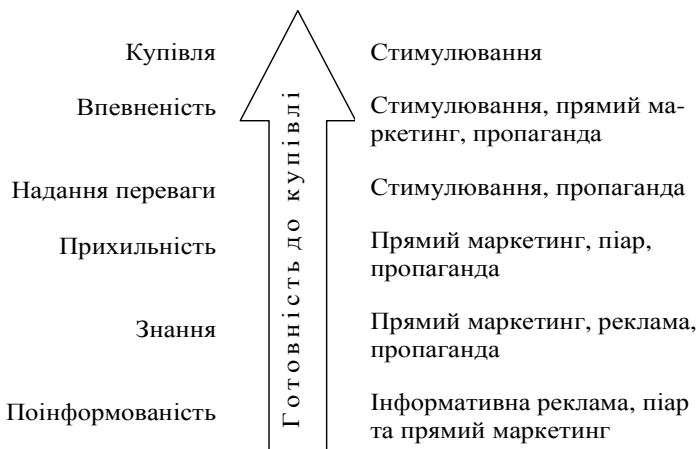 Купівля
Стимулювання
Впевненість
Стимулювання, прямий ма-
ркетинг, пропаганда
Надання переваги
Стимулювання, пропаганда
Прихильність
Прямий маркетинг, піар,
пропаганда
Знання
Прямий маркетинг, реклама,
пропаганда
Поінформованість
Інформативна реклама, піар
та прямий маркетинг
Готовність до купівлі